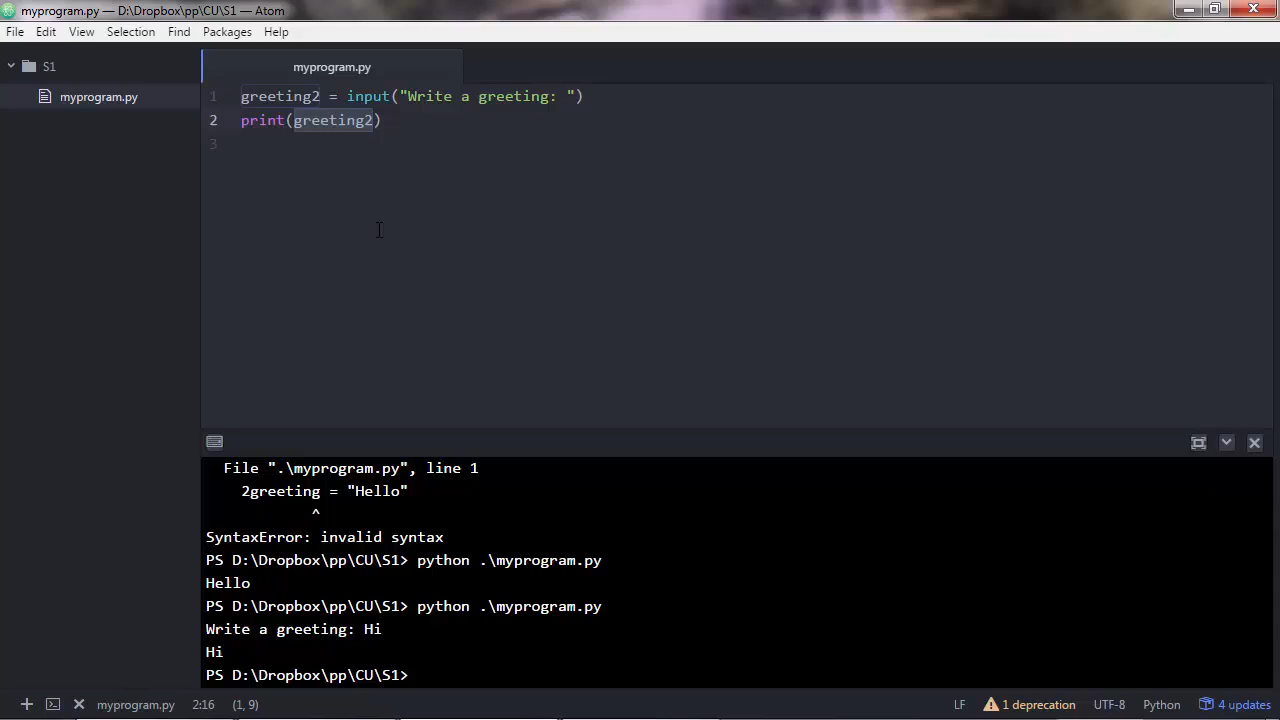 myprogram.py — D:\Dropbox\pp\CU\S1 — Atom
File Edit View Selection Find Packages Help
S1
myprogram.py
myprogram.py
1 greeting2 = input("Write a greeting: ")
2 print(greeting2)
3
File ".\myprogram.py", line 1
2greeting = "Hello"
^
SyntaxError: invalid syntax
PS D:\Dropbox\pp\CU\S1> python .\myprogram.py
Hello
PS D:\Dropbox\pp\CU\S1> python .\myprogram.py
Write a greeting: Hi
Hi
PS D:\Dropbox\pp\CU\S1>
myprogram.py 2:16 (1, 9) LF 1 deprecation UTF-8 Python 4 updates